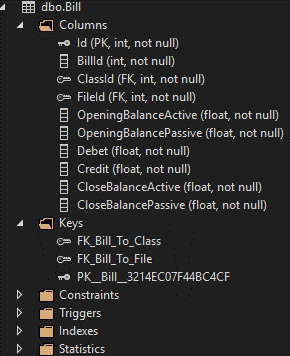 dbo.Bill
Columns
Id (PK, int, not null)
BillId (int, not null)
ClassId (FK, int, not null)
FileId (FK, int, not null)
OpeningBalanceActive (float, not null)
OpeningBalancePassive (float, not null)
Debet (float, not null)
Credit (float, not null)
CloseBalanceActive (float, not null)
CloseBalancePassive (float, not null)
Keys
FK_Bill_To_Class
FK_Bill_To_File
PK__Bill__3214EC07F44BC4CF
Constraints
Triggers
Indexes
Statistics